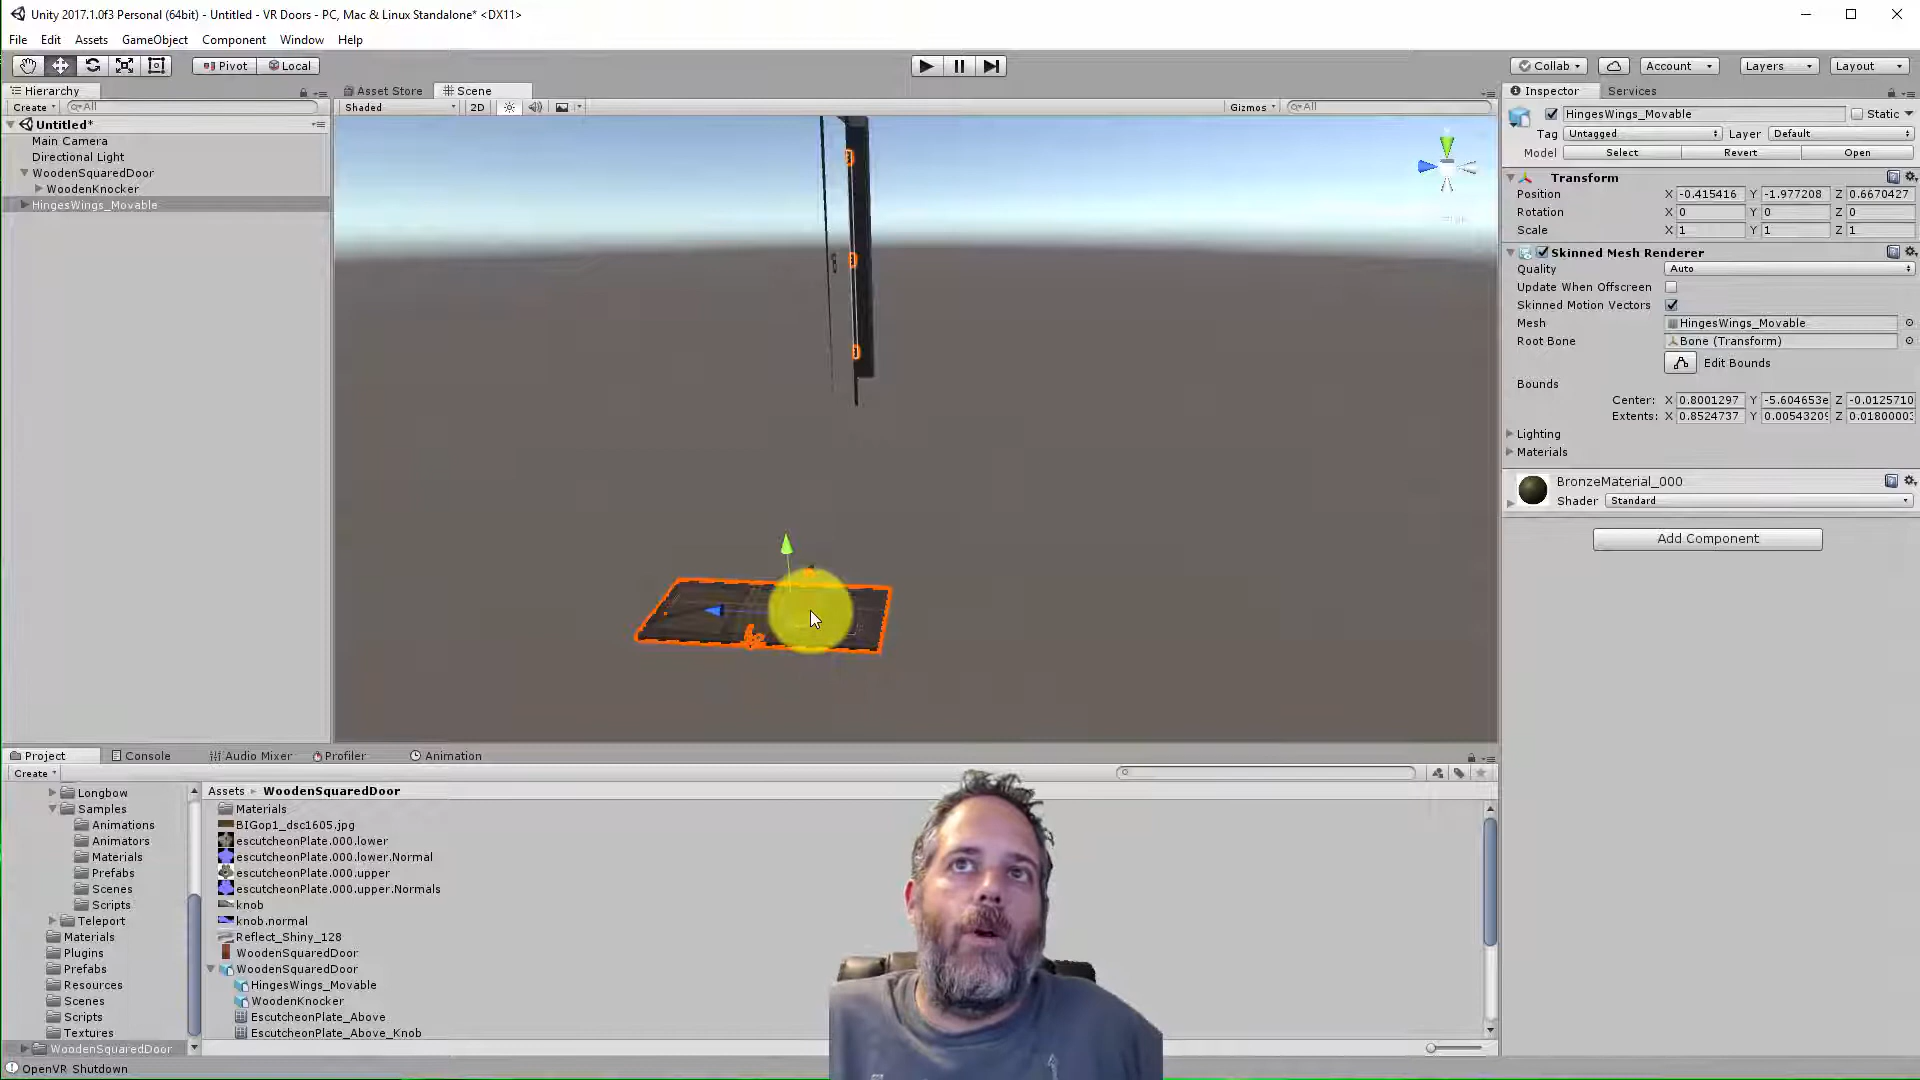 Unity 2017.1.0f3 Personal (64bit) - Untitled - VR Doors - PC, Mac & Linux Standalone* <DX11>
File Edit Assets GameObject Component Window Help
Pivot Local Collab Account Layers Layout
Hierarchy Asset Store Scene Inspector Services
Create All Shaded 2D Gizmos All
Untitled*
Main Camera
Directional Light
WoodenSquaredDoor
WoodenKnocker
HingesWings_Movable
HingesWings_Movable Static
Tag Untagged Layer Default
Model Select Revert Open
Transform
Position X -0.415416 Y -1.977208 Z 0.6670427
Rotation X 0 Y 0 Z 0
Scale X 1 Y 1 Z 1
Skinned Mesh Renderer
Quality Auto
Update When Offscreen
Skinned Motion Vectors
Mesh HingesWings_Movable
Root Bone Bone (Transform)
Edit Bounds
Bounds
Center: X 0.8001297 Y -5.604653e Z -0.0125710
Extents: X 0.8524737 Y 0.0054320 Z 0.0180000
Lighting
Materials
BronzeMaterial_000
Shader Standard
Add Component
Project Console Audio Mixer Profiler Animation
Create
Longbow
Samples
Animations
Animators
Materials
Prefabs
Scenes
Scripts
Teleport
Materials
Plugins
Prefabs
Resources
Scenes
Scripts
Textures
WoodenSquaredDoor
Assets WoodenSquaredDoor
Materials
BIGop1_dsc1605.jpg
escutcheonPlate.000.lower
escutcheonPlate.000.lower.Normal
escutcheonPlate.000.upper
escutcheonPlate.000.upper.Normals
knob
knob.normal
Reflect_Shiny_128
WoodenSquaredDoor
WoodenSquaredDoor
HingesWings_Movable
WoodenKnocker
EscutcheonPlate_Above
EscutcheonPlate_Above_Knob
OpenVR Shutdown